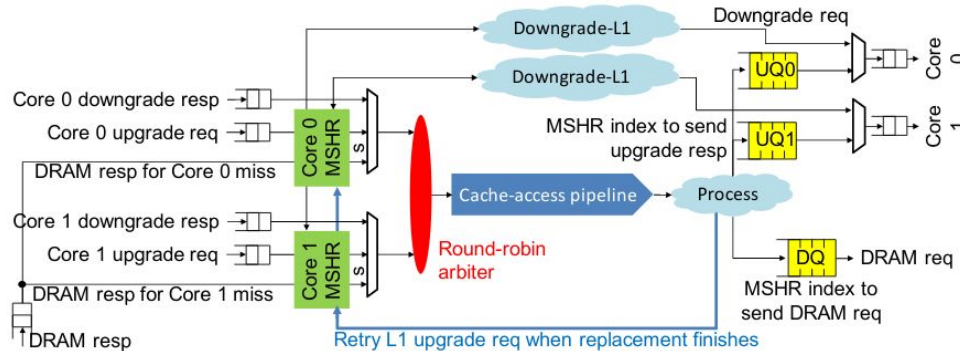 Downgrade req
Downgrade-L1
UQ0
Core 0
Downgrade-L1
Core 0 downgrade resp
Core 0 MSHR
MSHR index to send
upgrade resp
UQ1
Core 1
Core 0 upgrade req
s
DRAM resp for Core 0 miss
Cache-access pipeline
Process
Core 1 downgrade resp
Core 1 MSHR
Core 1 upgrade req
s
Round-robin
arbiter
DQ
DRAM req
DRAM resp for Core 1 miss
MSHR index to
send DRAM req
DRAM resp
Retry L1 upgrade req when replacement finishes